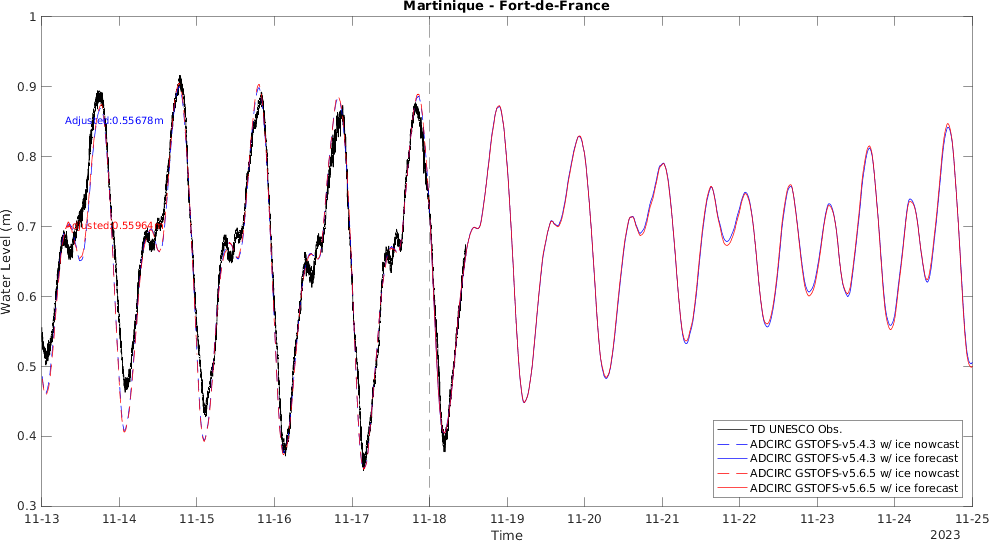 Martinique - Fort-de-France
1
0.9
0.8
0.7
0.6
0.5
0.4
0.3
Water Level (m)
Adjusted:0.55678m
Adjusted:0.55964m
TD UNESCO Obs.
ADCIRC GSTOFS-v5.4.3 w/ ice nowcast
ADCIRC GSTOFS-v5.4.3 w/ ice forecast
ADCIRC GSTOFS-v5.6.5 w/ ice nowcast
ADCIRC GSTOFS-v5.6.5 w/ ice forecast
11-13 11-14 11-15 11-16 11-17 11-18 11-19 11-20 11-21 11-22 11-23 11-24 11-25
Time
2023